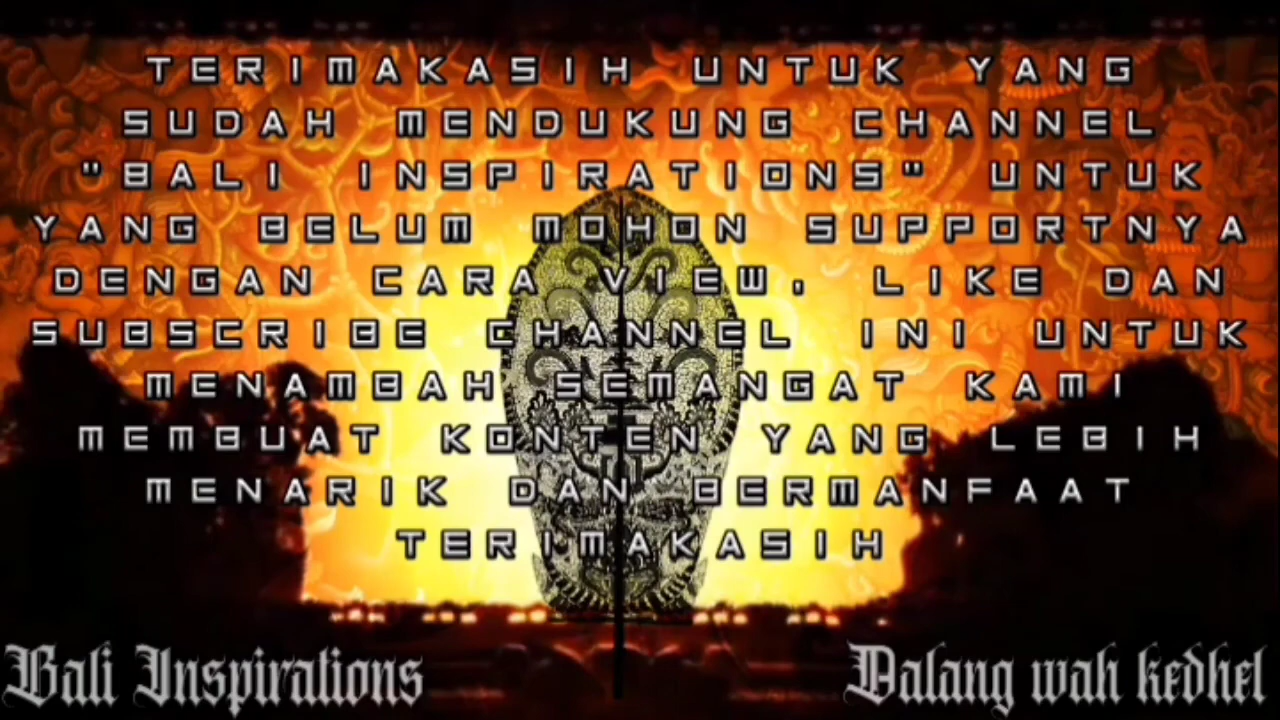 TERIMAKASIH UNTUK YANG
SUDAH MENDUKUNG CHANNEL
"BALI INSPIRATIONS" UNTUK
YANG BELUM MOHON SUPPORTNYA
DENGAN CARA VIEW, LIKE DAN
SUBSCRIBE CHANNEL INI UNTUK
MENAMBAH SEMANGAT KAMI
MEMBUAT KONTEN YANG LEBIH
MENARIK DAN BERMANFAAT
TERIMAKASIH
Bali Inspirations
Dalang wah kedhel